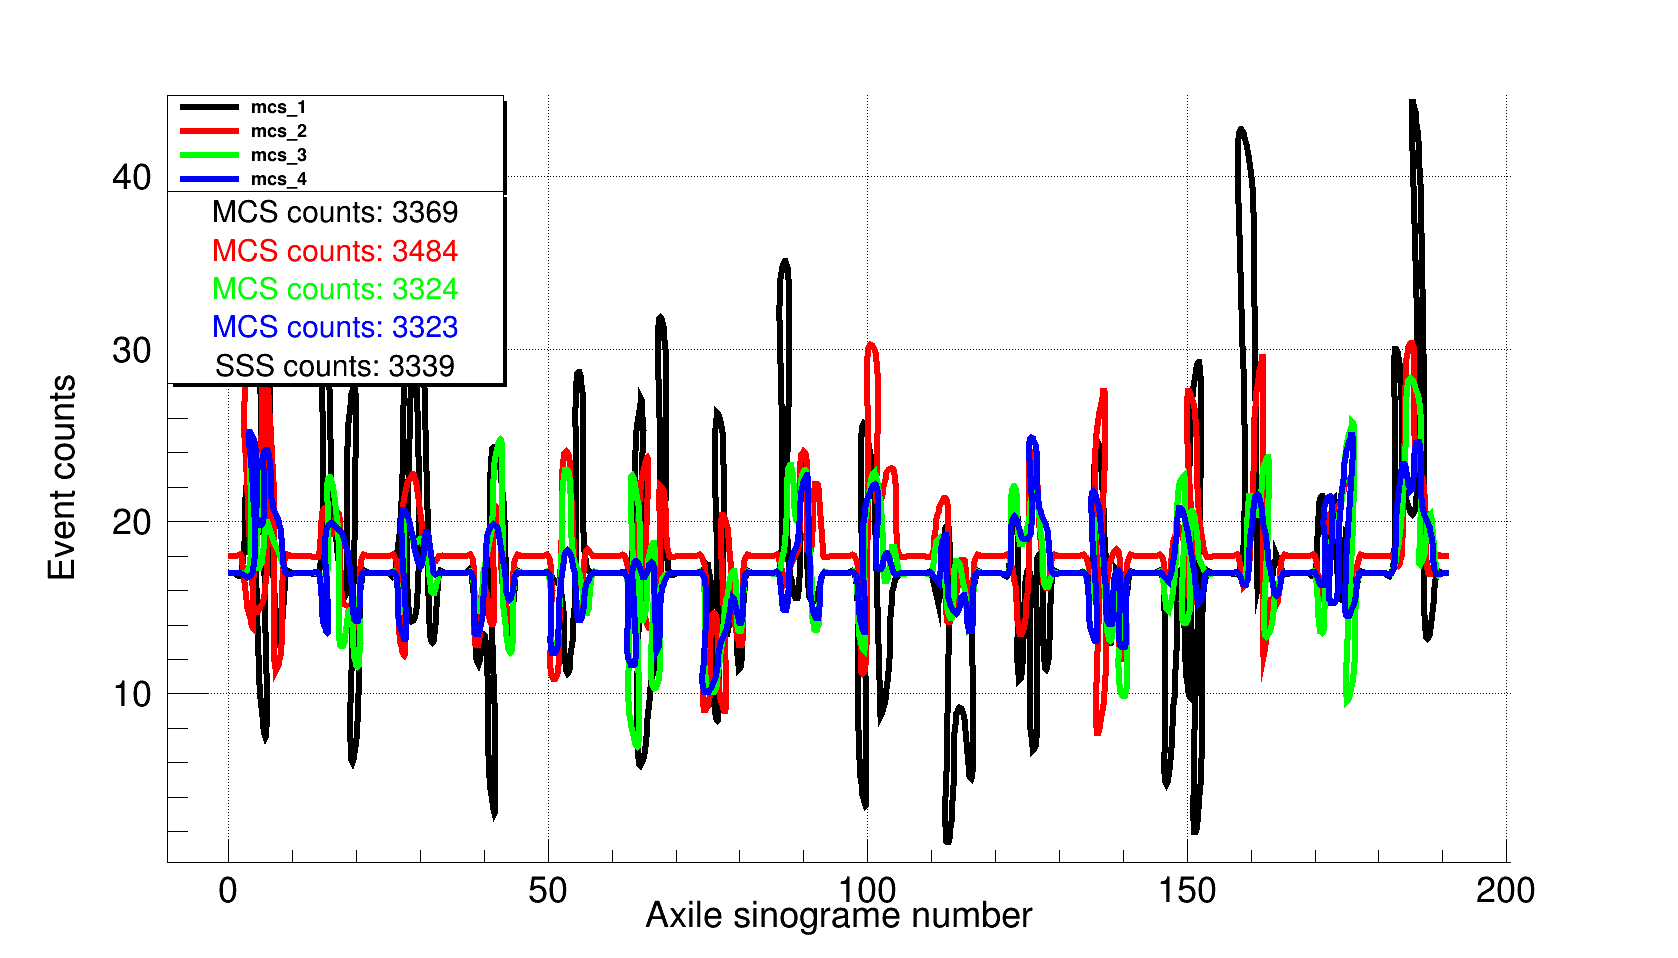 mcs_1
mcs_2
mcs_3
mcs_4
MCS counts: 3369
MCS counts: 3484
MCS counts: 3324
MCS counts: 3323
SSS counts: 3339
Event counts
40
30
20
10
0 50 100 150 200
Axile sinograme number